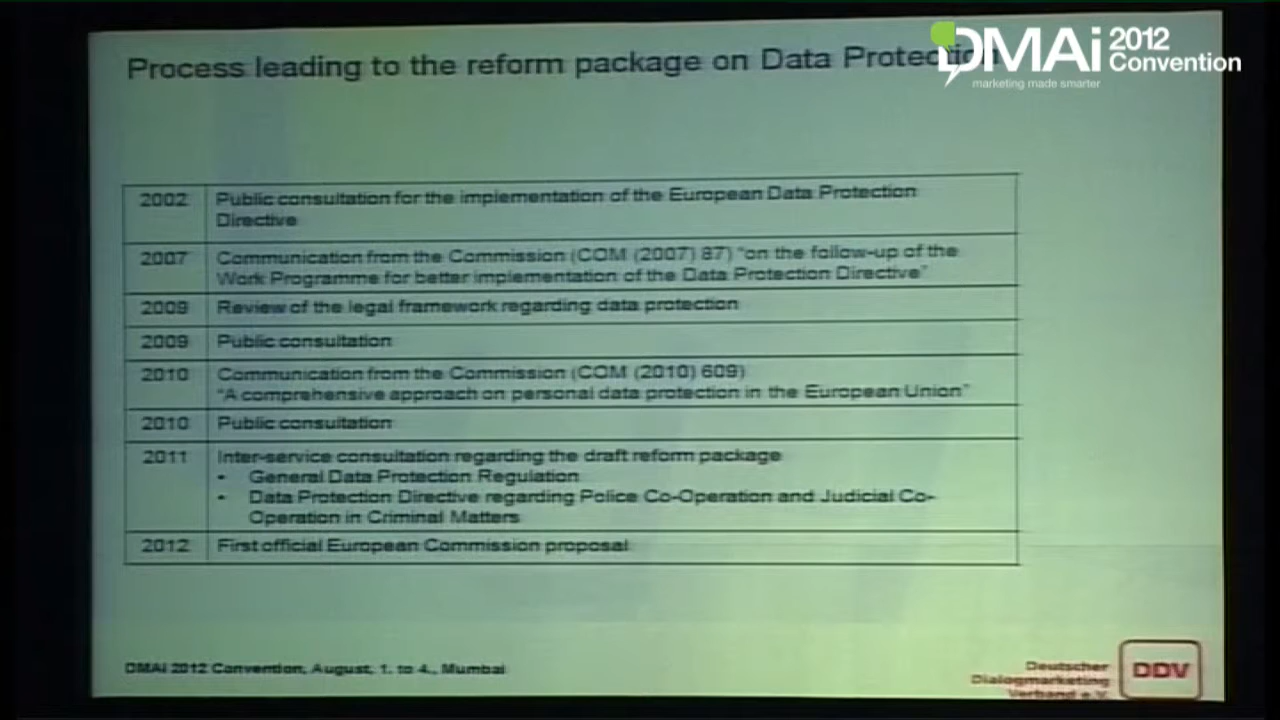 Process leading to the reform package on Data Protection
DMAi 2012
Convention
marketing made smarter
2002 Public consultation for the implementation of the European Data Protection
Directive
2007 Communication from the Commission (COM (2007) 87) "on the follow-up of the
Work Programme for better implementation of the Data Protection Directive"
2009 Review of the legal framework regarding data protection
2009 Public consultation
2010 Communication from the Commission (COM (2010) 609)
"A comprehensive approach on personal data protection in the European Union"
2010 Public consultation
2011 Inter-service consultation regarding the draft reform package
• General Data Protection Regulation
• Data Protection Directive regarding Police Co-Operation and Judicial Co-
Operation in Criminal Matters
2012 First official European Commission proposal
DMAi 2012 Convention, August, 1. to 4., Mumbai
Deutscher
Dialogmarketing
Verband e.V.
DDV